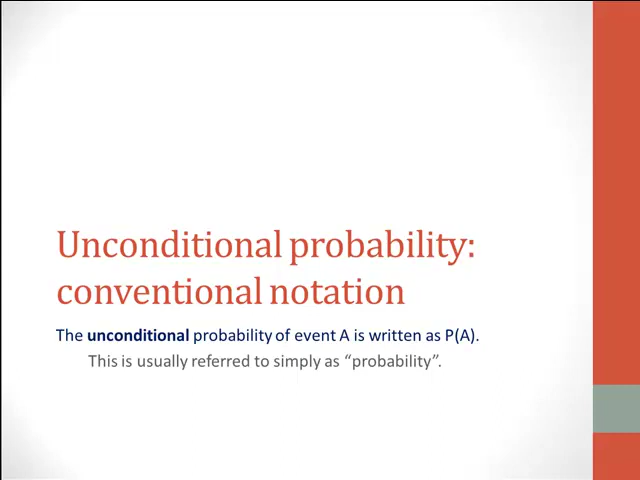 Unconditional probability:
conventional notation
The unconditional probability of event A is written as P(A).
This is usually referred to simply as “probability”.